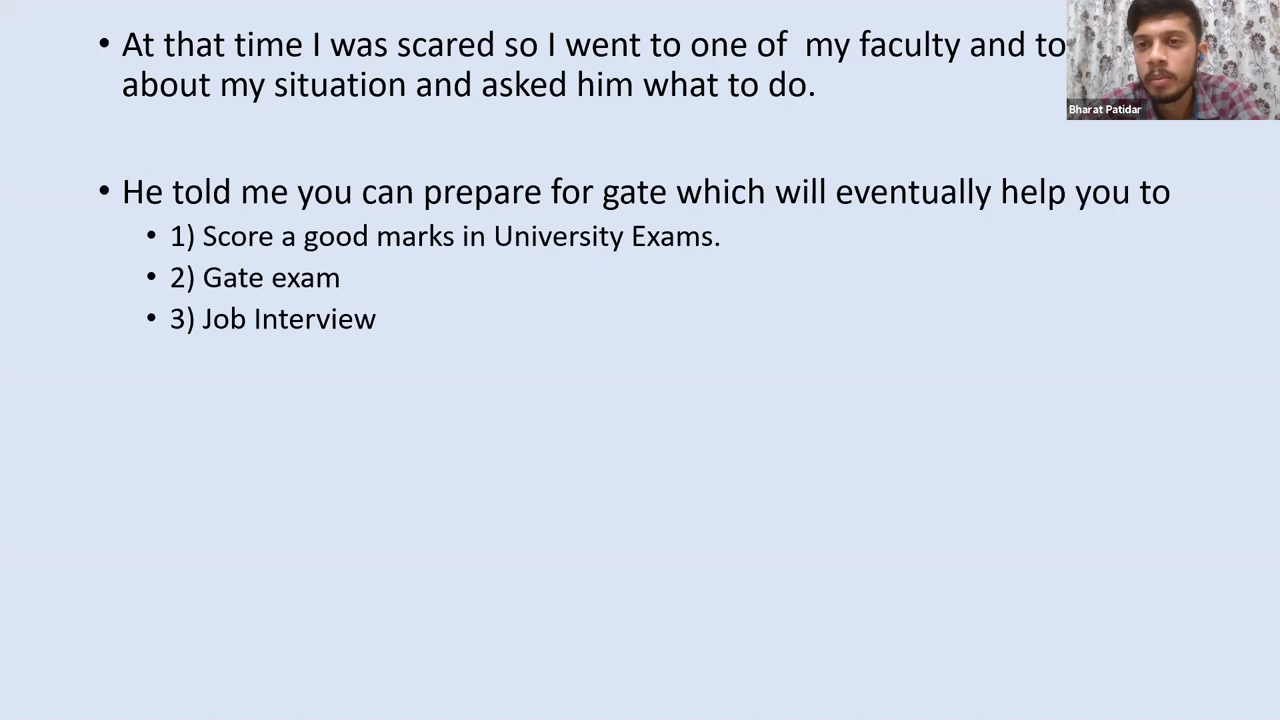 • At that time I was scared so I went to one of  my faculty and to
about my situation and asked him what to do.
• He told me you can prepare for gate which will eventually help you to
• 1) Score a good marks in University Exams.
• 2) Gate exam
• 3) Job Interview
Bharat Patidar